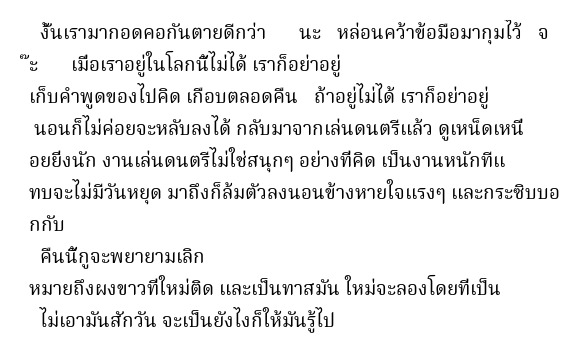 งั้นเรามากอดคอกันตายดีกว่า นะ หล่อนคว้าข้อมือมากุมไว้ จ
๊ะ เมื่อเราอยู่ในโลกนี้ไม่ได้ เราก็อย่าอยู่
เก็บคำพูดของไปคิด เกือบตลอดคืน ถ้าอยู่ไม่ได้ เราก็อย่าอยู่
นอนก็ไม่ค่อยจะหลับลงได้ กลับมาจากเล่นดนตรีแล้ว ดูเหน็ดเหนื
อยยิ่งนัก งานเล่นดนตรีไม่ใช่สนุกๆ อย่างที่คิด เป็นงานหนักที่แ
ทบจะไม่มีวันหยุด มาถึงก็ล้มตัวลงนอนข้างหายใจแรงๆ และกระซิบบอ
กกับ
คืนนี้กูจะพยายามเลิก
หมายถึงผงขาวที่ใหม่ติด และเป็นทาสมัน ใหม่จะลองโดยที่เป็น
ไม่เอามันสักวัน จะเป็นยังไงก็ให้มันรู้ไป